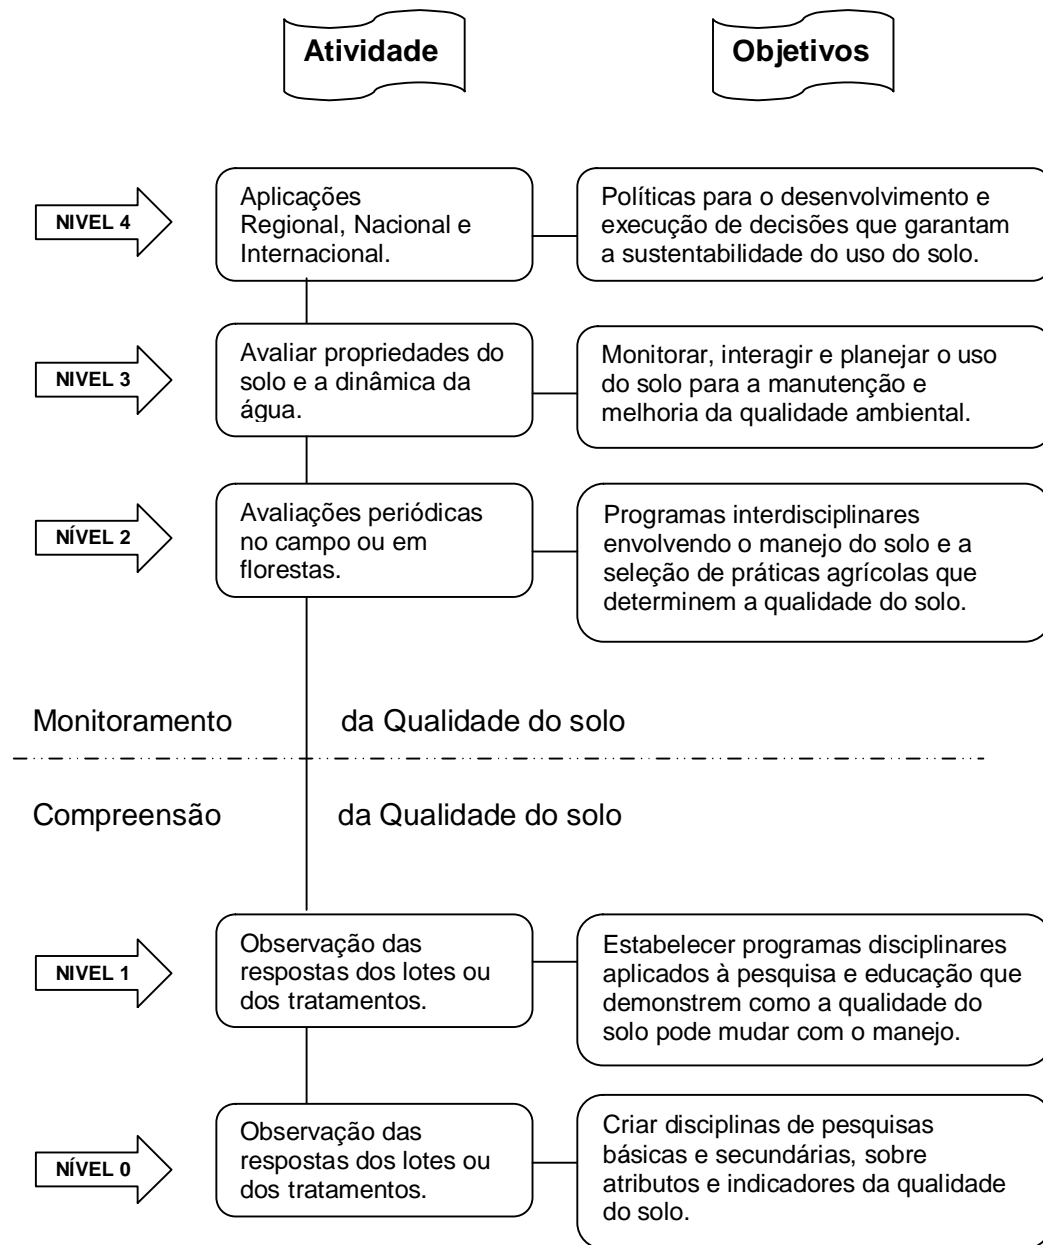 Atividade
Objetivos
NIVEL 4
Aplicações
Regional, Nacional e
Internacional.
Políticas para o desenvolvimento e
execução de decisões que garantam
a sustentabilidade do uso do solo.
NIVEL 3
Avaliar propriedades do
solo e a dinâmica da
água.
Monitorar, interagir e planejar o uso
do solo para a manutenção e
melhoria da qualidade ambiental.
NÍVEL 2
Avaliações periódicas
no campo ou em
florestas.
Programas interdisciplinares
envolvendo o manejo do solo e a
seleção de práticas agrícolas que
determinem a qualidade do solo.
Monitoramento da Qualidade do solo
Compreensão da Qualidade do solo
NIVEL 1
Observação das
respostas dos lotes ou
dos tratamentos.
Estabelecer programas disciplinares
aplicados à pesquisa e educação que
demonstrem como a qualidade do
solo pode mudar com o manejo.
NÍVEL 0
Observação das
respostas dos lotes ou
dos tratamentos.
Criar disciplinas de pesquisas
básicas e secundárias, sobre
atributos e indicadores da qualidade
do solo.